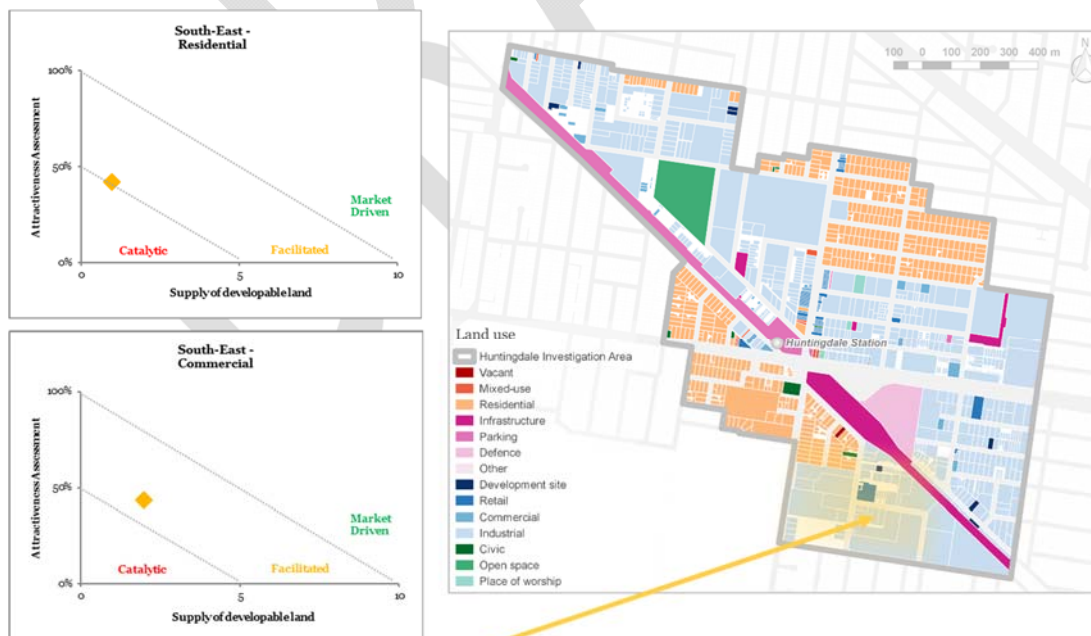 South-East -
Residential
100%
50%
0%
Attractiveness Assessment
Market
Driven
Catalytic
Facilitated
0
5
10
Supply of developable land
South-East -
Commercial
100%
50%
0%
Attractiveness Assessment
Market
Driven
Catalytic
Facilitated
0
5
10
Supply of developable land
N
100 0 100 200 300 400 m
Huntingdale Station
Land use
Huntingdale Investigation Area
Vacant
Mixed-use
Residential
Infrastructure
Parking
Defence
Other
Development site
Retail
Commercial
Industrial
Civic
Open space
Place of worship